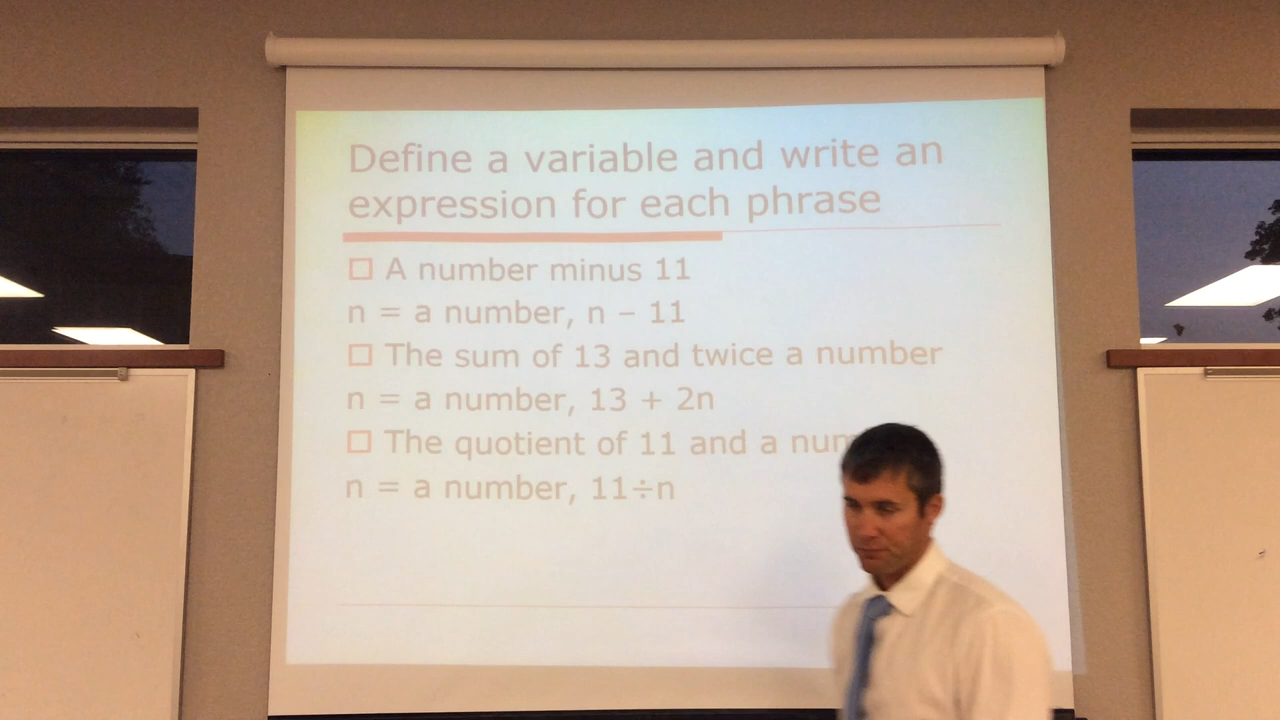 Define a variable and write an
expression for each phrase
A number minus 11
n = a number, n – 11
The sum of 13 and twice a number
n = a number, 13 + 2n
The quotient of 11 and a
n = a number, 11÷n